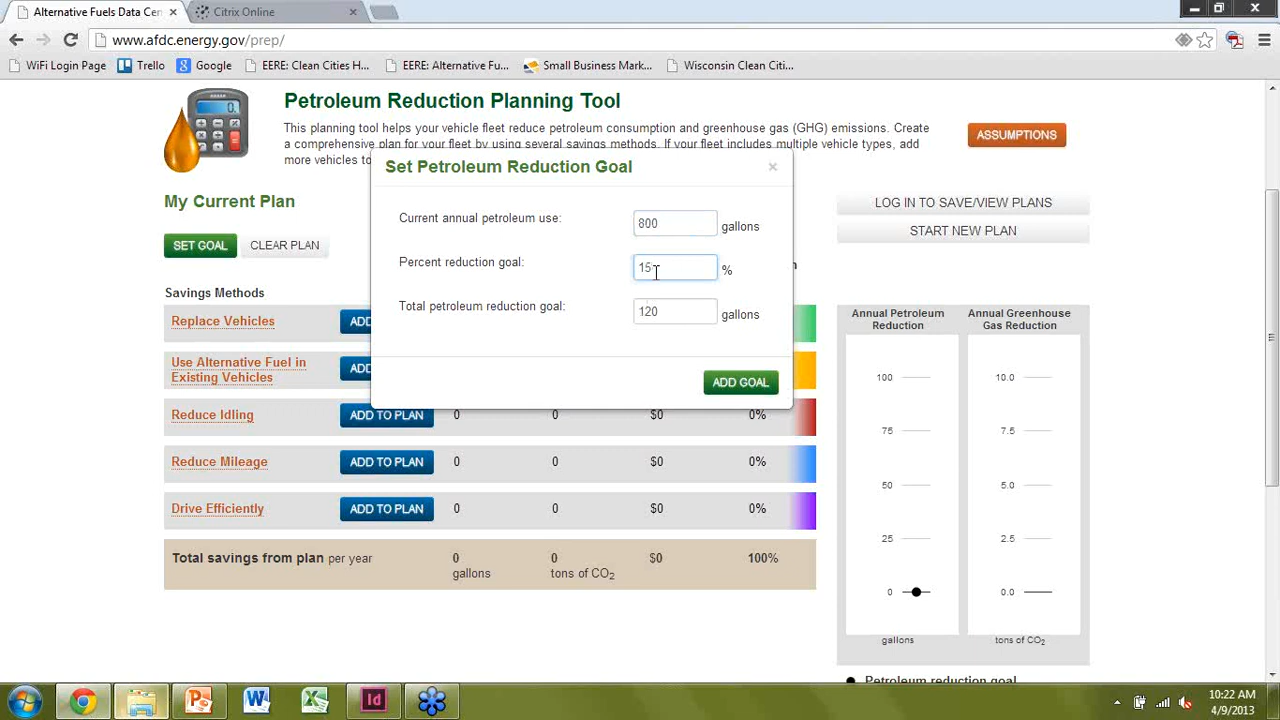 Alternative Fuels Data Cen
Citrix Online
www.afdc.energy.gov/prep/
WiFi Login Page
Trello
Google
EERE: Clean Cities H...
EERE: Alternative Fu...
Small Business Mark...
Wisconsin Clean Citi...
Petroleum Reduction Planning Tool
This planning tool helps your vehicle fleet reduce petroleum consumption and greenhouse gas (GHG) emissions. Create
a comprehensive plan for your fleet by using several savings methods. If your fleet includes multiple vehicle types, add
more vehicles to
ASSUMPTIONS
Set Petroleum Reduction Goal
×
Current annual petroleum use:
800
gallons
Percent reduction goal:
15
%
Total petroleum reduction goal:
120
gallons
ADD GOAL
My Current Plan
SET GOAL
CLEAR PLAN
LOG IN TO SAVE/VIEW PLANS
START NEW PLAN
Savings Methods
Replace Vehicles
ADD
Use Alternative Fuel in
Existing Vehicles
ADD
Reduce Idling
ADD TO PLAN
0 0 $0 0%
Reduce Mileage
ADD TO PLAN
0 0 $0 0%
Drive Efficiently
ADD TO PLAN
0 0 $0 0%
Total savings from plan per year
0 0 $0 100%
gallons tons of CO2
Annual Petroleum
Reduction
100
75
50
25
0
gallons
Annual Greenhouse
Gas Reduction
10.0
7.5
5.0
2.5
0.0
tons of CO2
Petroleum reduction goal
10:22 AM
4/9/2013